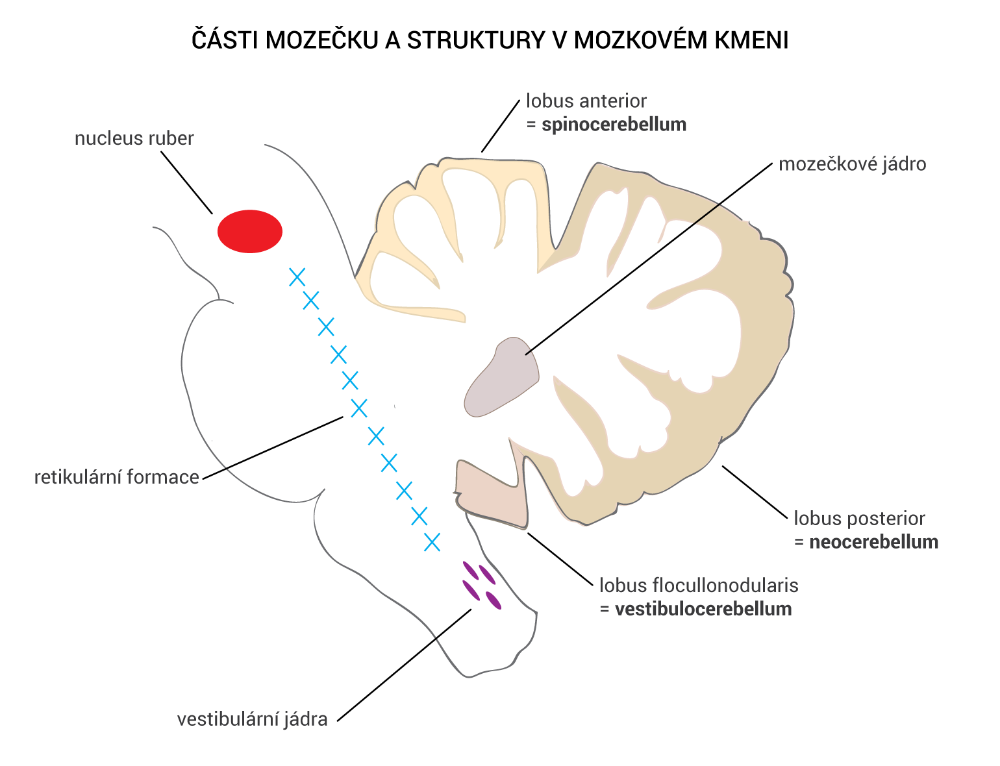 ČÁSTI MOZEČKU A STRUKTURY V MOZKOVÉM KMENI
lobus anterior
= spinocerebellum
nucleus ruber
mozečkové jádro
retikulární formace
lobus posterior
= neocerebellum
lobus flocullonodularis
= vestibulocerebellum
vestibulární jádra